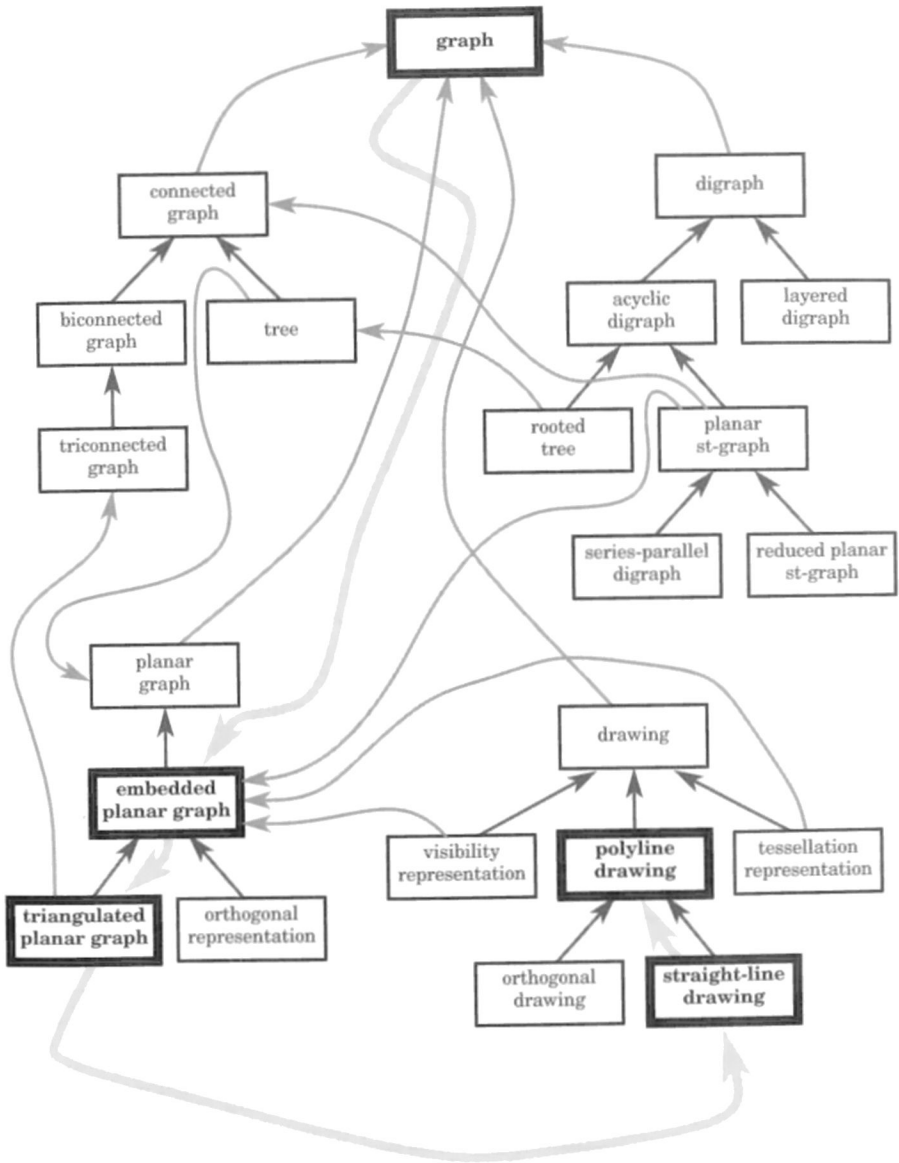 graph
connected
graph
digraph
biconnected
graph
tree
acyclic
digraph
layered
digraph
triconnected
graph
rooted
tree
planar
st-graph
series-parallel
digraph
reduced planar
st-graph
planar
graph
drawing
embedded
planar graph
visibility
representation
polyline
drawing
tessellation
representation
triangulated
planar graph
orthogonal
representation
orthogonal
drawing
straight-line
drawing